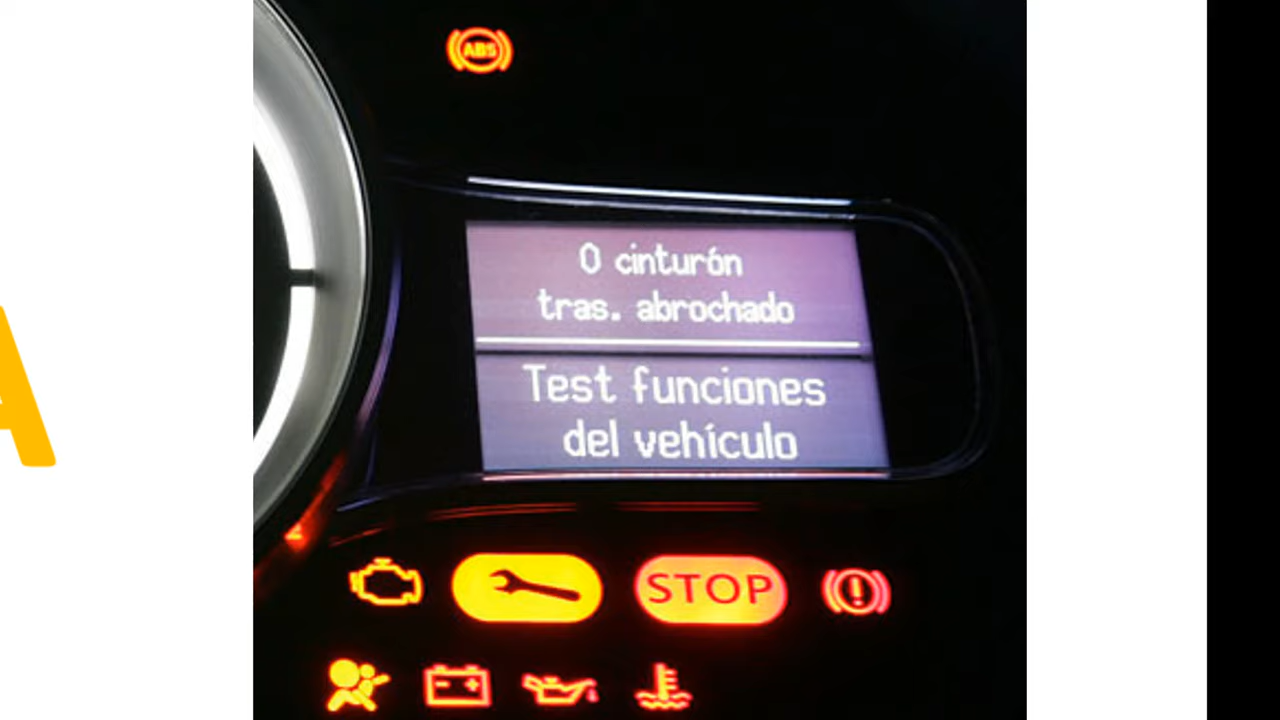 A
ABS
0 cinturón
tras. abrochado
Test funciones
del vehículo
STOP